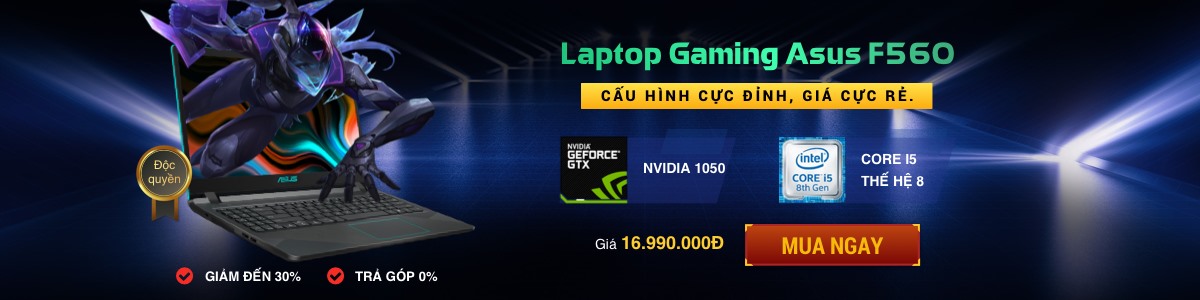 Laptop Gaming Asus F560
CẤU HÌNH CỰC ĐỈNH, GIÁ CỰC RẺ.
Độc
quyền
ASUS
NVIDIA
GEFORCE
GTX
NVIDIA 1050
intel
CORE i5
8th Gen
CORE I5
THẾ HỆ 8
Giá 16.990.000Đ
MUA NGAY
GIẢM ĐẾN 30%
TRẢ GÓP 0%